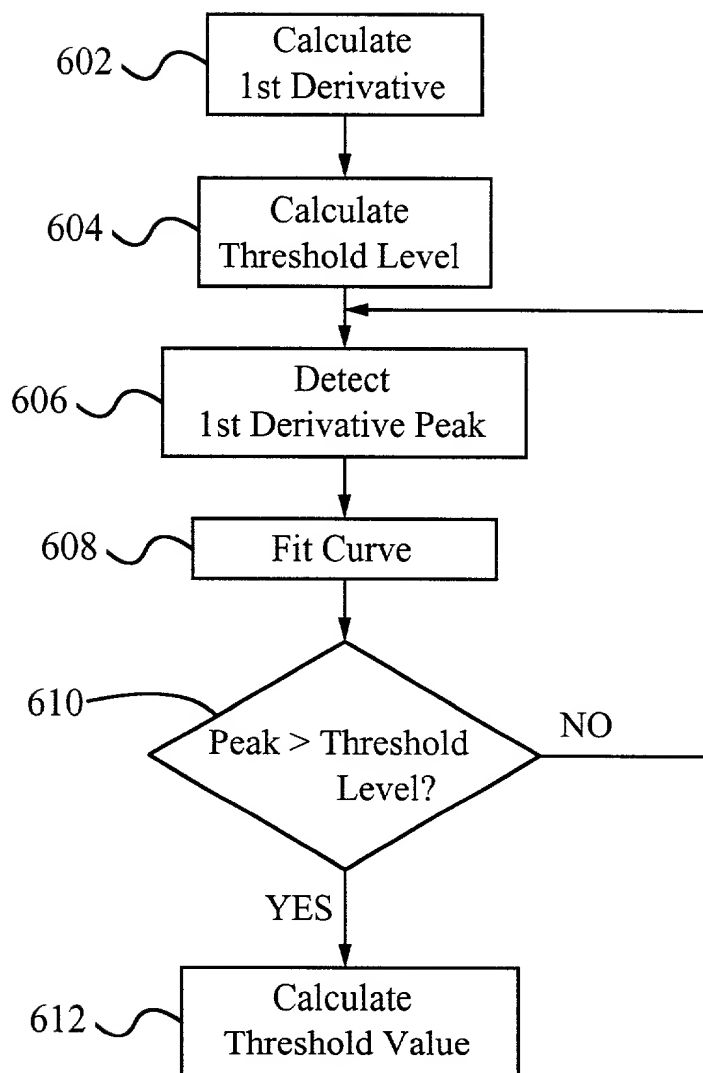 602
Calculate
1st Derivative
604
Calculate
Threshold Level
606
Detect
1st Derivative Peak
608
Fit Curve
610
Peak > Threshold
Level?
NO
YES
612
Calculate
Threshold Value